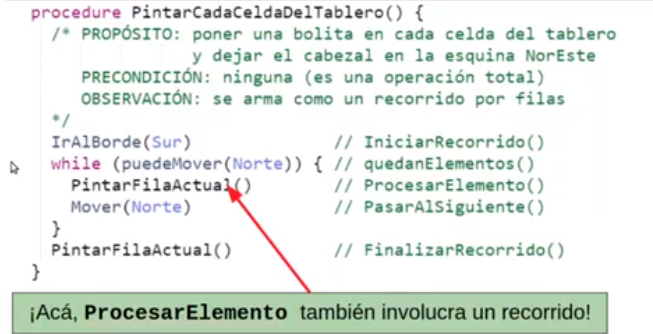 procedure PintarCadaCeldaDelTablero() {
/* PROPÓSITO: poner una bolita en cada celda del tablero
y dejar el cabezal en la esquina NorEste
PRECONDICIÓN: ninguna (es una operación total)
OBSERVACIÓN: se arma como un recorrido por filas
*/
IrAlBorde(Sur) // IniciarRecorrido()
while (puedeMover(Norte)) { // quedanElementos()
PintarFilaActual() // ProcesarElemento()
Mover(Norte) // PasarAlSiguiente()
}
PintarFilaActual() // FinalizarRecorrido()
}
¡Acá, ProcesarElemento también involucra un recorrido!